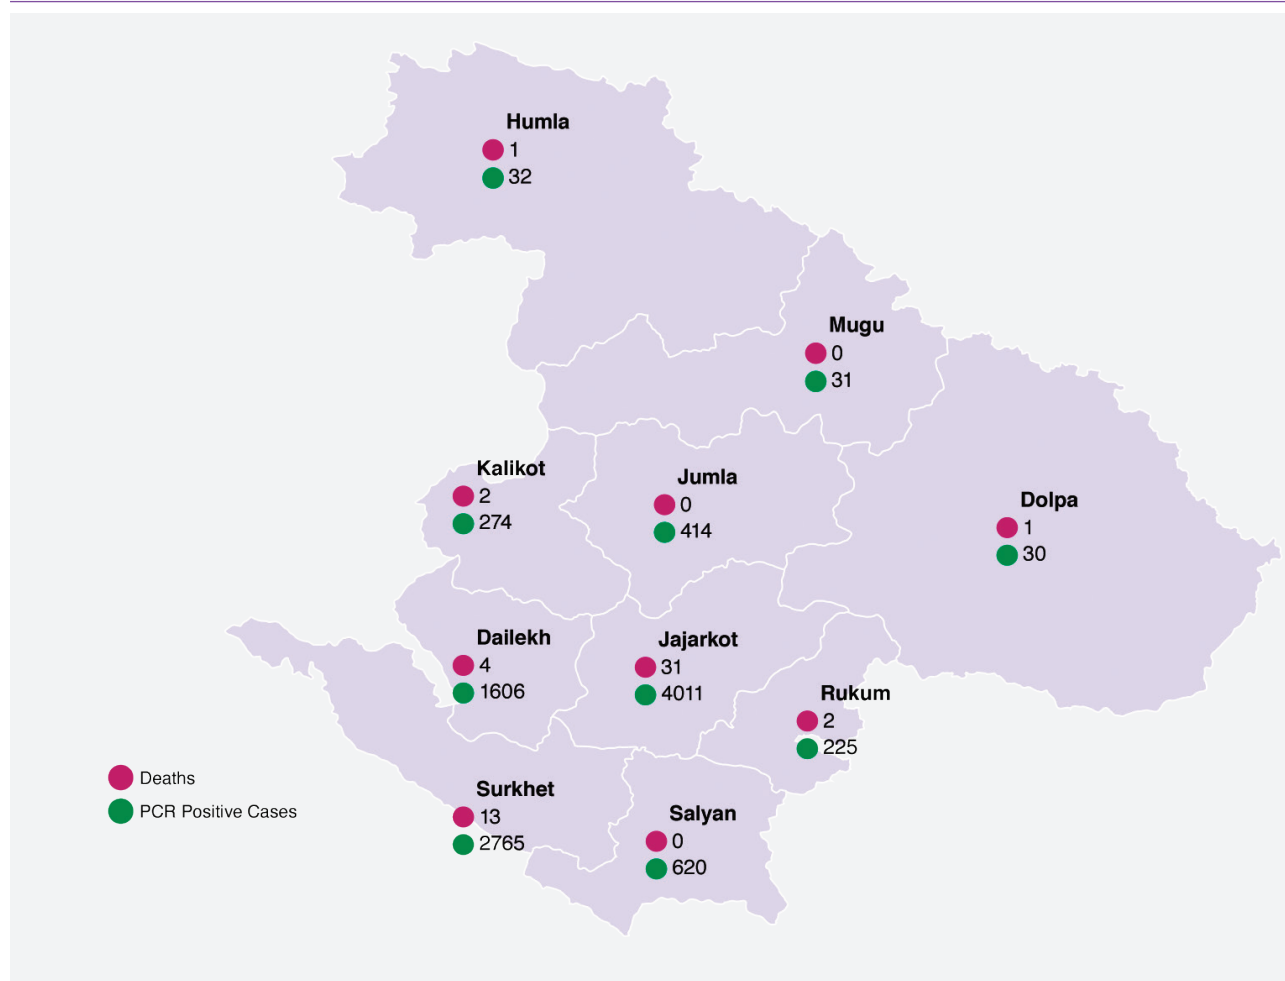 Humla
1
32
Mugu
0
31
Kalikot
2
274
Jumla
0
414
Dolpa
1
30
Dailekh
4
1606
Jajarkot
31
4011
Rukum
2
225
Surkhet
13
2765
Salyan
0
620
Deaths
PCR Positive Cases